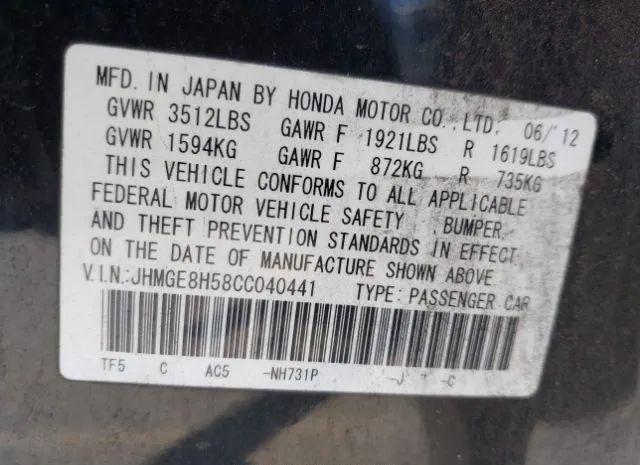 MFD. IN JAPAN BY HONDA MOTOR CO., LTD. 06/'12
GVWR 3512LBS GAWR F 1921LBS R 1619LBS
GVWR 1594KG GAWR F 872KG R 735KG
THIS VEHICLE CONFORMS TO ALL APPLICABLE
FEDERAL MOTOR VEHICLE SAFETY, BUMPER,
AND THEFT PREVENTION STANDARDS IN EFFECT
ON THE DATE OF MANUFACTURE SHOWN ABOVE.
V.I.N.:JHMGE8H58CC040441 TYPE: PASSENGER CAR
TF5 C AC5 -NH731P -J - -C